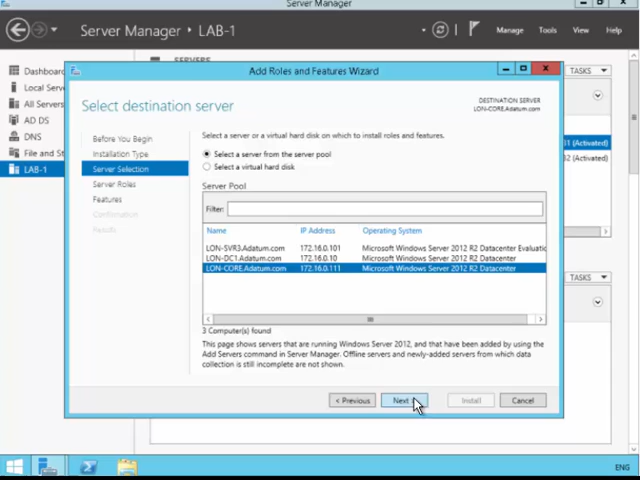 Server Manager
Server Manager • LAB-1
Manage Tools View Help
Dashboard
Local Serve
All Servers
AD DS
DNS
File and St
LAB-1
SERVERS
TASKS
31 (Activated)
2 (Activated)
TASKS
Add Roles and Features Wizard
Select destination server
DESTINATION SERVER
LON-CORE.Adatum.com
Before You Begin
Installation Type
Server Selection
Server Roles
Features
Confirmation
Results
Select a server or a virtual hard disk on which to install roles and features.
Select a server from the server pool
Select a virtual hard disk
Server Pool
Filter:
Name IP Address Operating System
LON-SVR3.Adatum.com 172.16.0.101 Microsoft Windows Server 2012 R2 Datacenter Evaluatio
LON-DC1.Adatum.com 172.16.0.10 Microsoft Windows Server 2012 R2 Datacenter
LON-CORE.Adatum.com 172.16.0.111 Microsoft Windows Server 2012 R2 Datacenter
3 Computer(s) found
This page shows servers that are running Windows Server 2012, and that have been added by using the
Add Servers command in Server Manager. Offline servers and newly-added servers from which data
collection is still incomplete are not shown.
< Previous Next Install Cancel
ENG